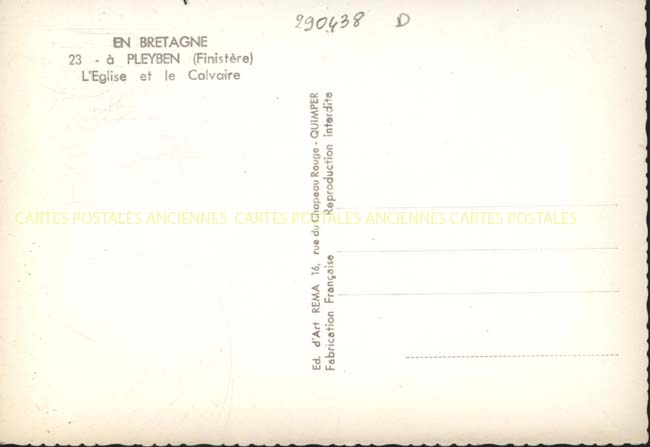 290438 D
EN BRETAGNE
23 - à PLEYBEN (Finistère)
L'Eglise et le Calvaire
Ed. d'Art REMA 16, rue du Chapeau Rouge - QUIMPER
Fabrication Française Reproduction interdite
CARTES POSTALES ANCIENNES CARTES POSTALES ANCIENNES CARTES POSTALES